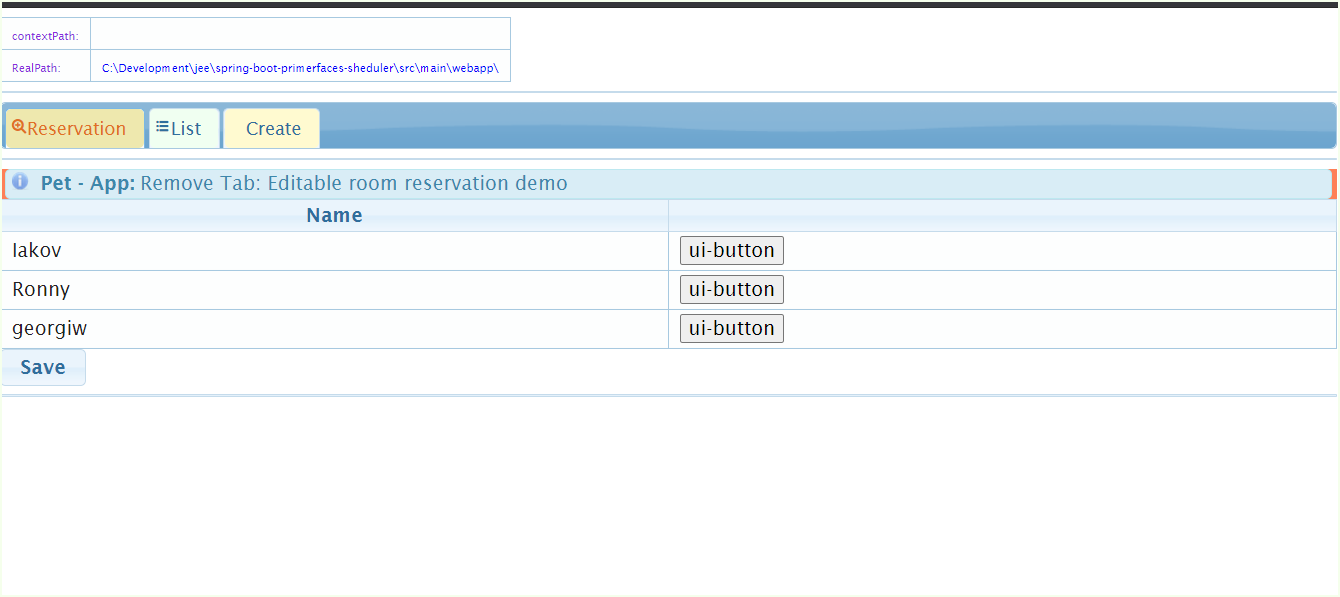 contextPath:
RealPath: C:\Development\jee\spring-boot-primerfaces-sheduler\src\main\webapp\
Reservation List Create
Pet - App: Remove Tab: Editable room reservation demo
Name
Iakov ui-button
Ronny ui-button
georgiw ui-button
Save